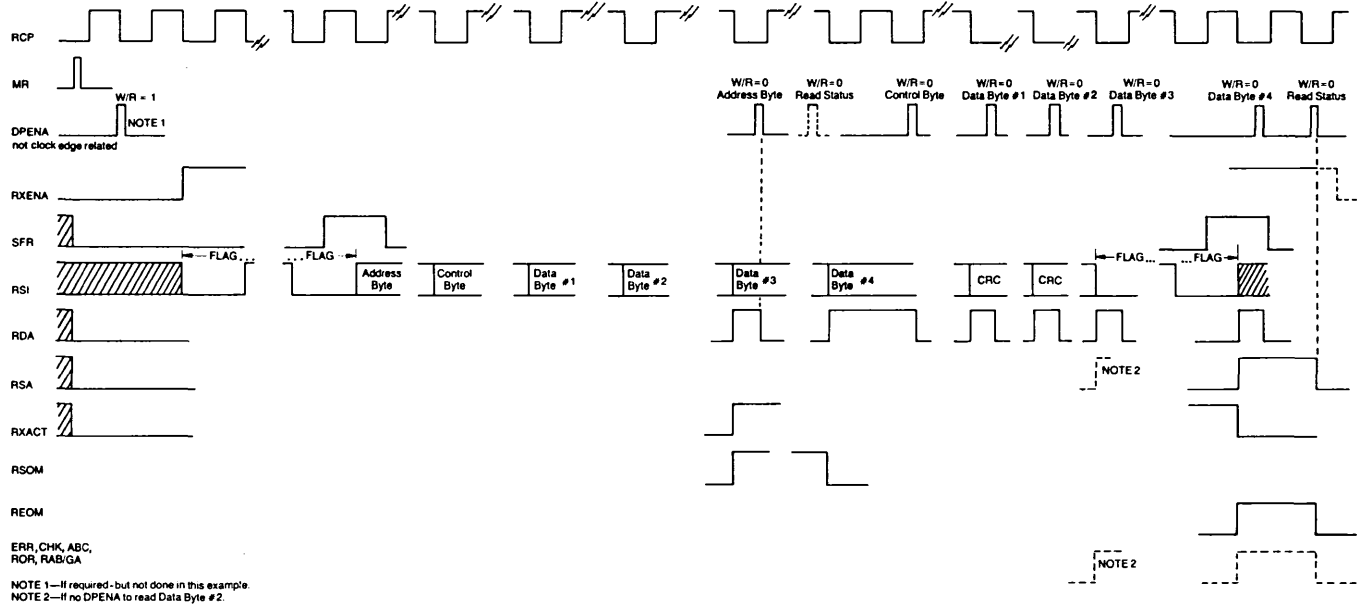 RCP
MR
W/R = 1
NOTE 1
DPENA
not clock edge related
W/R=0
Address Byte
W/R=0
Read Status
W/R=0
Control Byte
W/R=0
Data Byte #1
W/R=0
Data Byte #2
W/R=0
Data Byte #3
W/R=0
Data Byte #4
W/R=0
Read Status
RXENA
SFR
FLAG ...
... FLAG
FLAG...
... FLAG
RSI
Address
Byte
Control
Byte
Data
Byte #1
Data
Byte #2
Data
Byte #3
Data
Byte #4
CRC
CRC
RDA
RSA
NOTE 2
RXACT
RSOM
REOM
ERR, CHK, ABC,
ROR, RAB/GA
NOTE 2
NOTE 1—If required - but not done in this example.
NOTE 2—If no DPENA to read Data Byte #2.